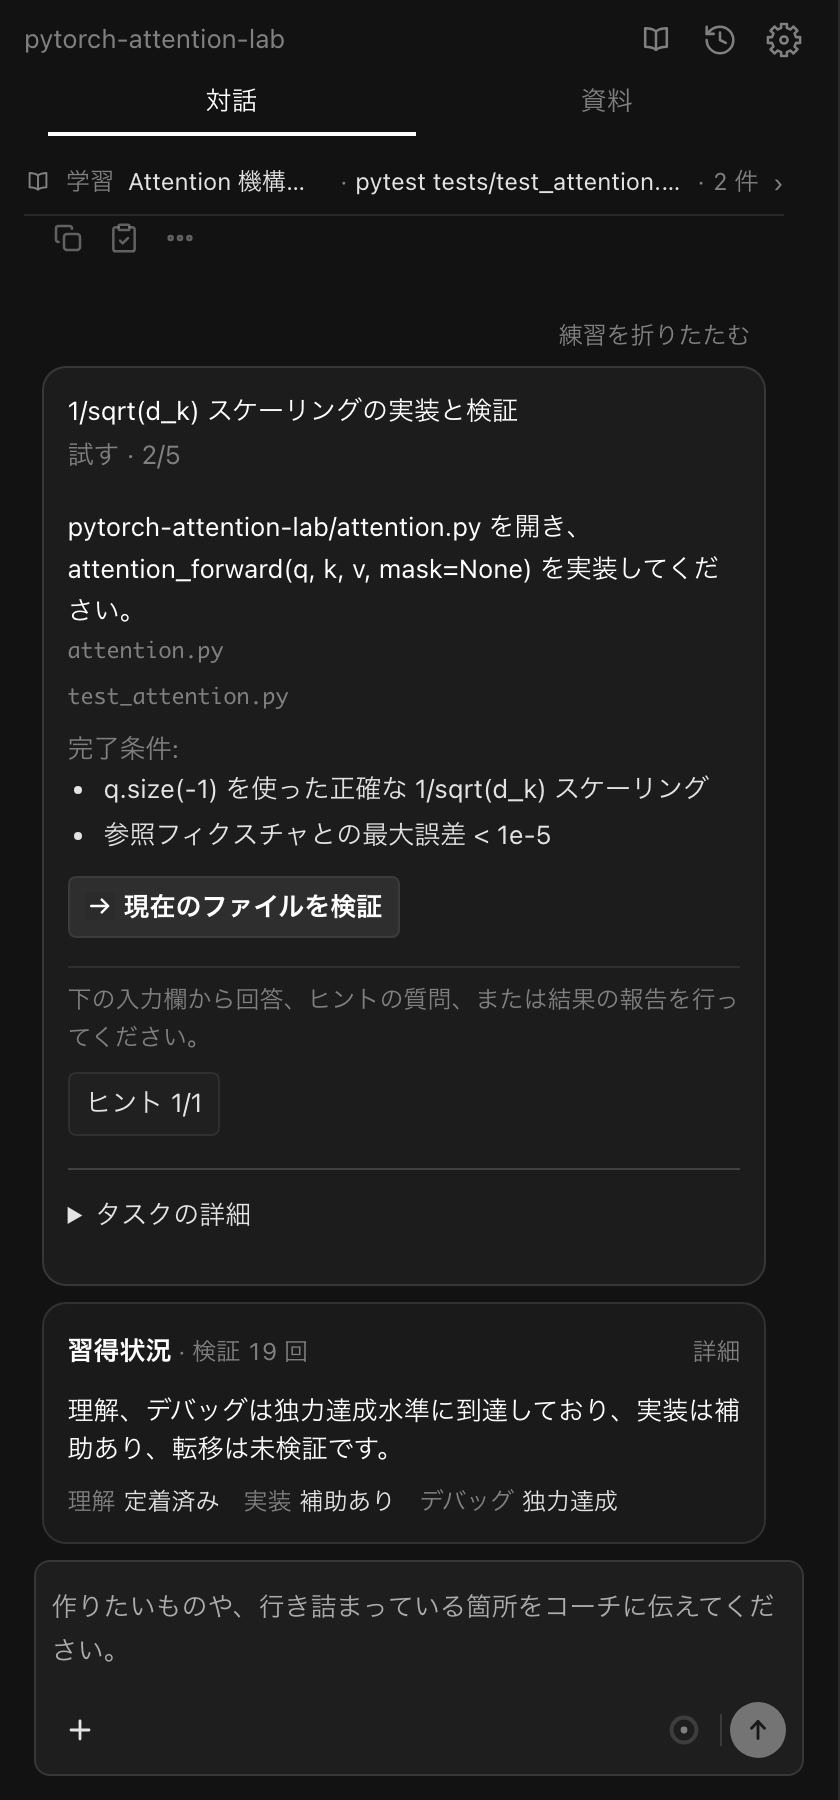 pytorch-attention-lab
対話
資料
学習 Attention 機構... · pytest tests/test_attention.... · 2 件 ›
練習を折りたたむ
1/sqrt(d_k) スケーリングの実装と検証
試す · 2/5
pytorch-attention-lab/attention.py を開き、
attention_forward(q, k, v, mask=None) を実装してくだ
さい。
attention.py
test_attention.py
完了条件:
• q.size(-1) を使った正確な 1/sqrt(d_k) スケーリング
• 参照フィクスチャとの最大誤差 < 1e-5
→ 現在のファイルを検証
下の入力欄から回答、ヒントの質問、または結果の報告を行っ
てください。
ヒント 1/1
▶ タスクの詳細
習得状況 · 検証 19 回 詳細
理解、デバッグは独力達成水準に到達しており、実装は補
助あり、転移は未検証です。
理解 定着済み 実装 補助あり デバッグ 独力達成
作りたいものや、行き詰まっている箇所をコーチに伝えてくだ
さい。